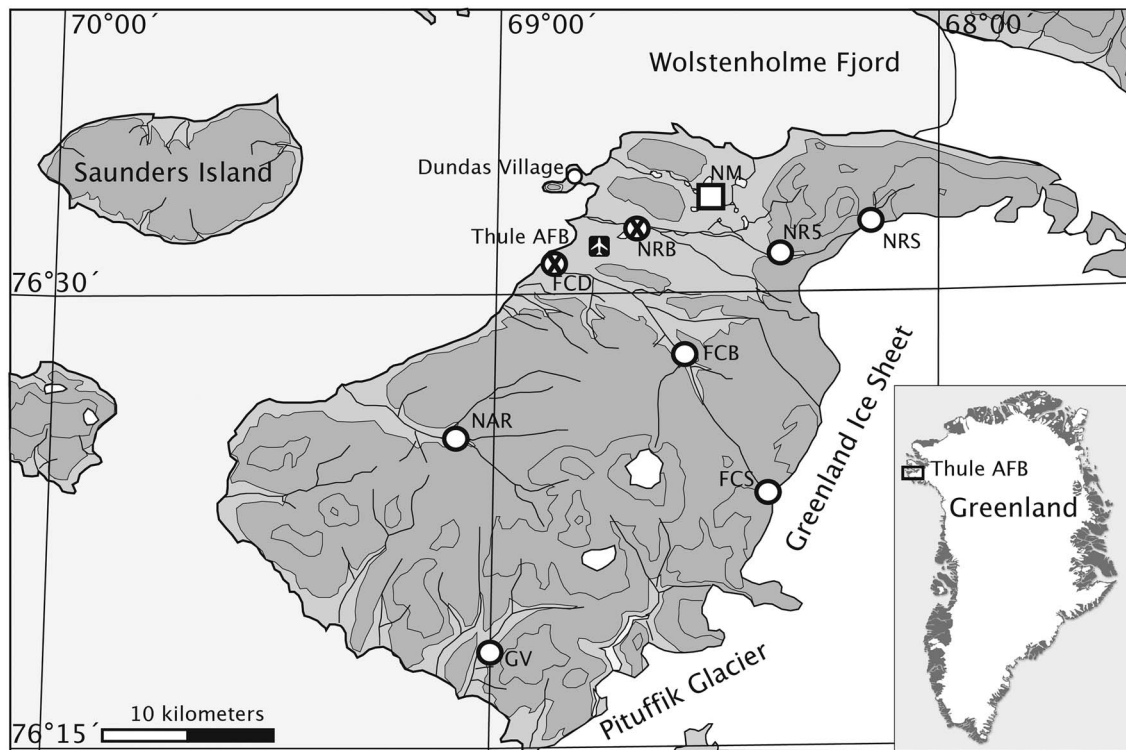 70°00´
69°00´
68°00´
Wolstenholme Fjord
Saunders Island
Dundas Village
NM
Thule AFB
NRB
NR5
NRS
FCD
76°30´
FCB
Greenland Ice Sheet
NAR
FCS
Thule AFB
Greenland
GV
Pituffik Glacier
10 kilometers
76°15´